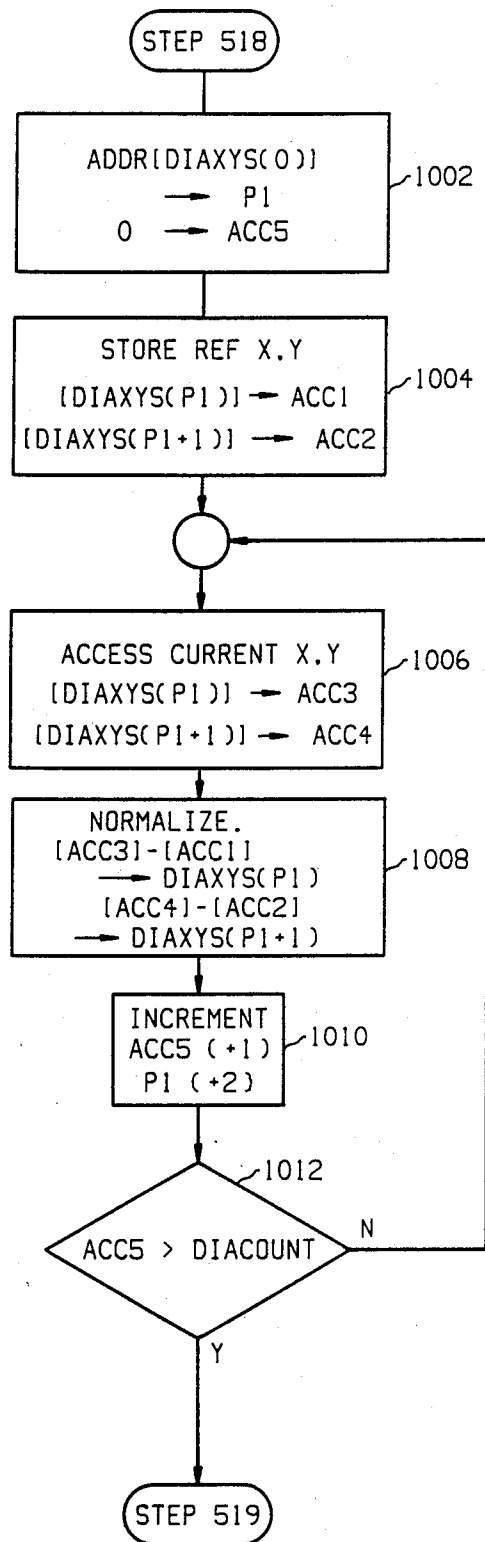 STEP 518
ADDR[DIAXYS(0)]
→ P1
0 → ACC5
1002
STORE REF X.Y
[DIAXYS(P1)] → ACC1
[DIAXYS(P1+1)] → ACC2
1004
ACCESS CURRENT X.Y
[DIAXYS(P1)] → ACC3
[DIAXYS(P1+1)] → ACC4
1006
NORMALIZE.
[ACC3]-[ACC1]
→ DIAXYS(P1)
[ACC4]-[ACC2]
→ DIAXYS(P1+1)
1008
INCREMENT
ACC5 (+1)
P1 (+2)
1010
1012
ACC5 > DIACOUNT
N
Y
STEP 519